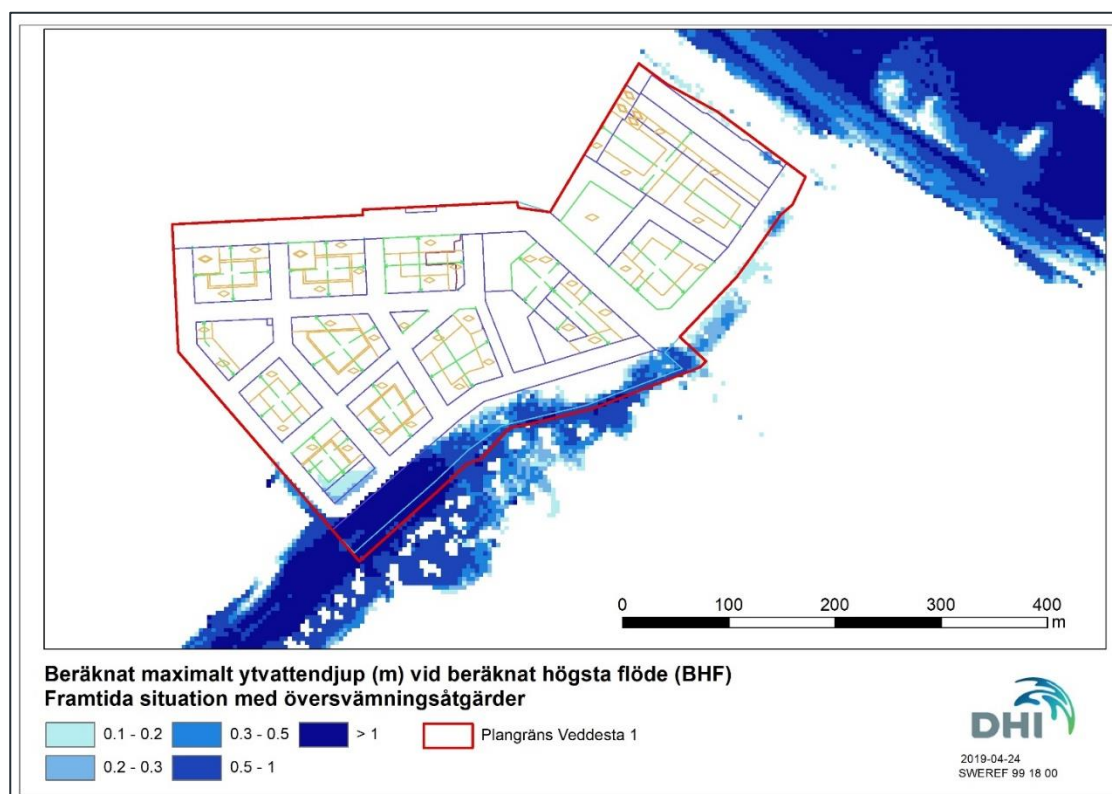 0 100 200 300 400
m
Beräknat maximalt ytvattendjup (m) vid beräknat högsta flöde (BHF)
Framtida situation med översvämningsåtgärder
0.1 - 0.2 0.3 - 0.5 > 1 Plangräns Veddesta 1
0.2 - 0.3 0.5 - 1
DHI
2019-04-24
SWEREF 99 18 00